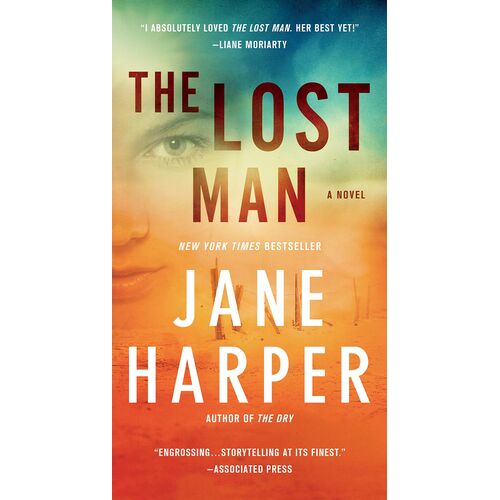 "I ABSOLUTELY LOVED THE LOST MAN. HER BEST YET!"
—LIANE MORIARTY
THE LOST
MAN
A NOVEL
NEW YORK TIMES BESTSELLER
JANE
HARPER
AUTHOR OF THE DRY
"ENGROSSING...STORYTELLING AT ITS FINEST."
—ASSOCIATED PRESS